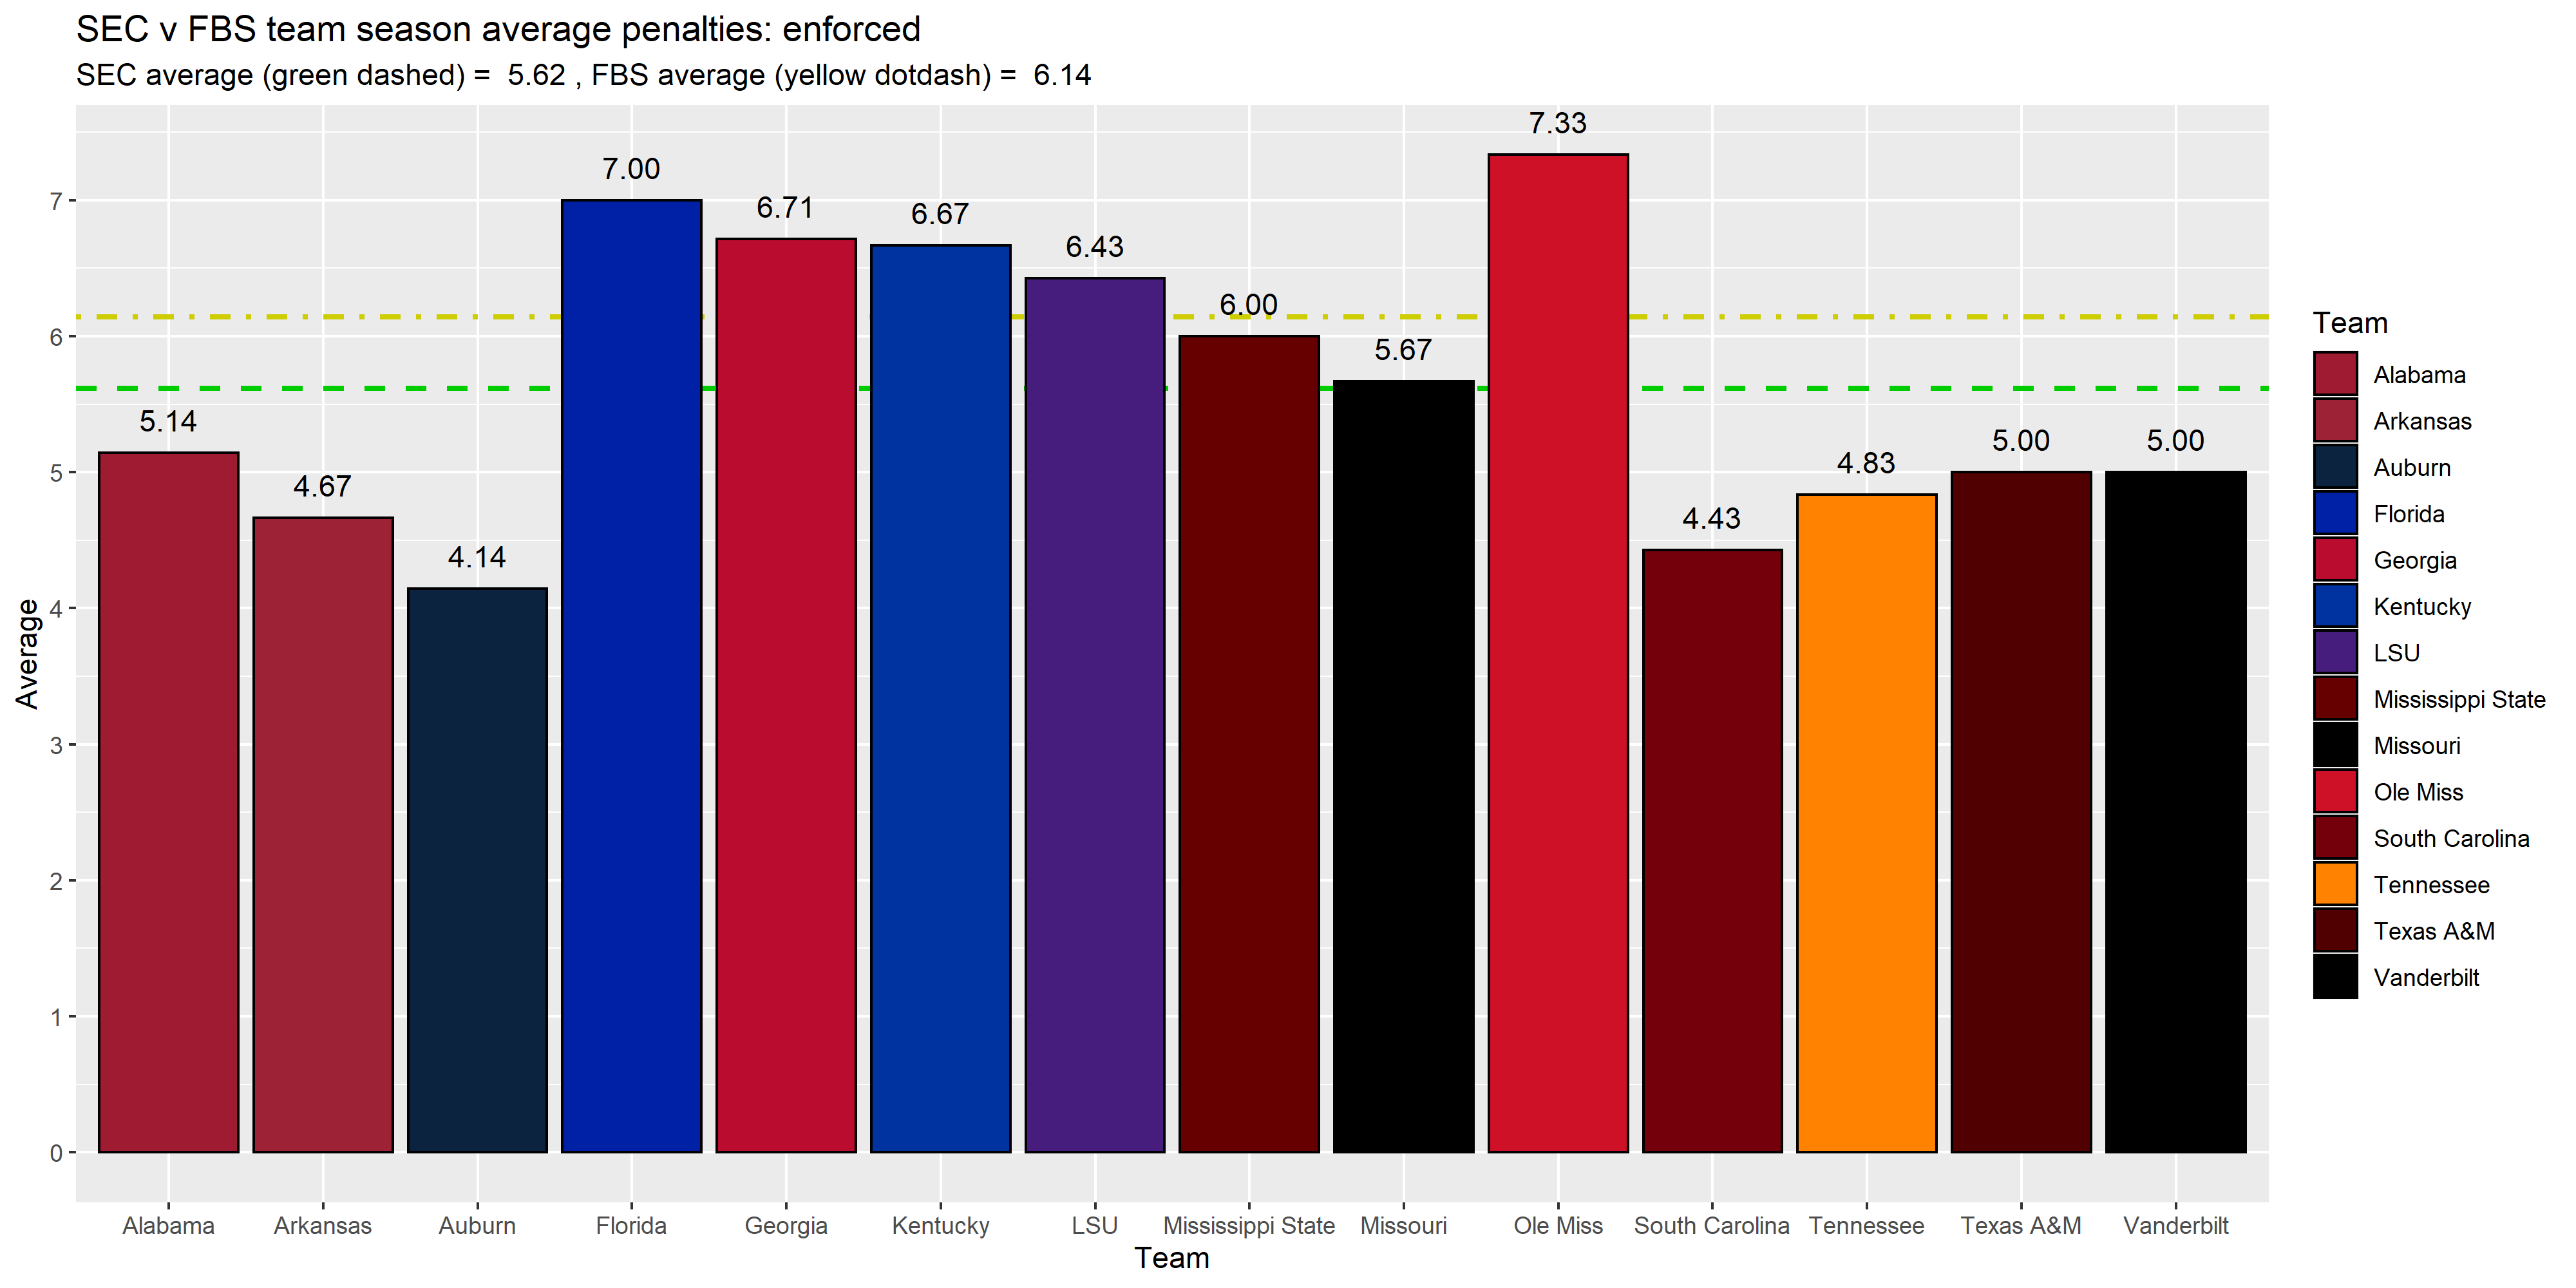 SEC v FBS team season average penalties: enforced
SEC average (green dashed) =  5.62 , FBS average (yellow dotdash) =  6.14
7.33
7.00
6.71
6.67
6.43
6.00
5.67
5.14
4.67
4.14
4.43
4.83
5.00
5.00
7
6
5
4
3
2
1
0
Average
Alabama
Arkansas
Auburn
Florida
Georgia
Kentucky
LSU
Mississippi State
Missouri
Ole Miss
South Carolina
Tennessee
Texas A&M
Vanderbilt
Team
Team
Alabama
Arkansas
Auburn
Florida
Georgia
Kentucky
LSU
Mississippi State
Missouri
Ole Miss
South Carolina
Tennessee
Texas A&M
Vanderbilt